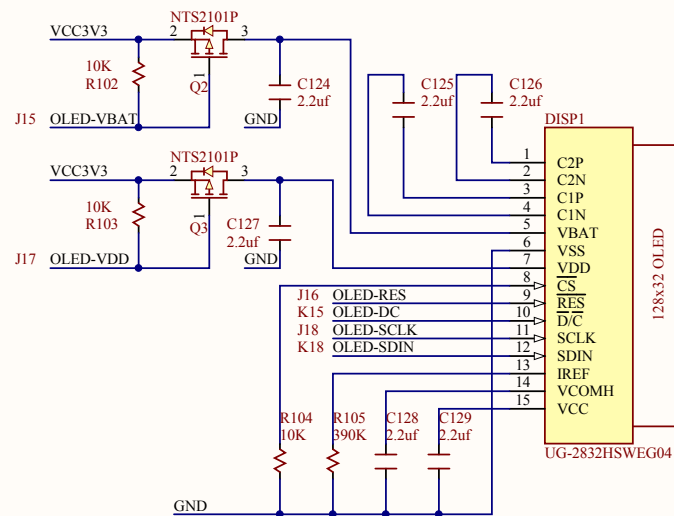 NTS2101P
VCC3V3
2
3
10K
R102
1
Q2
C124
2.2uf
J15
OLED-VBAT
GND
NTS2101P
VCC3V3
2
3
10K
R103
1
Q3
C127
2.2uf
J17
OLED-VDD
GND
C125
2.2uf
C126
2.2uf
DISP1
1 C2P
2 C2N
3 C1P
4 C1N
5 VBAT
6 VSS
7 VDD
8 CS
J16 OLED-RES 9 RES
K15 OLED-DC 10 D/C
J18 OLED-SCLK 11 SCLK
K18 OLED-SDIN 12 SDIN
13 IREF
14 VCOMH
15 VCC
128x32 OLED
UG-2832HSWEG04
R104
10K
R105
390K
C128
2.2uf
C129
2.2uf
GND